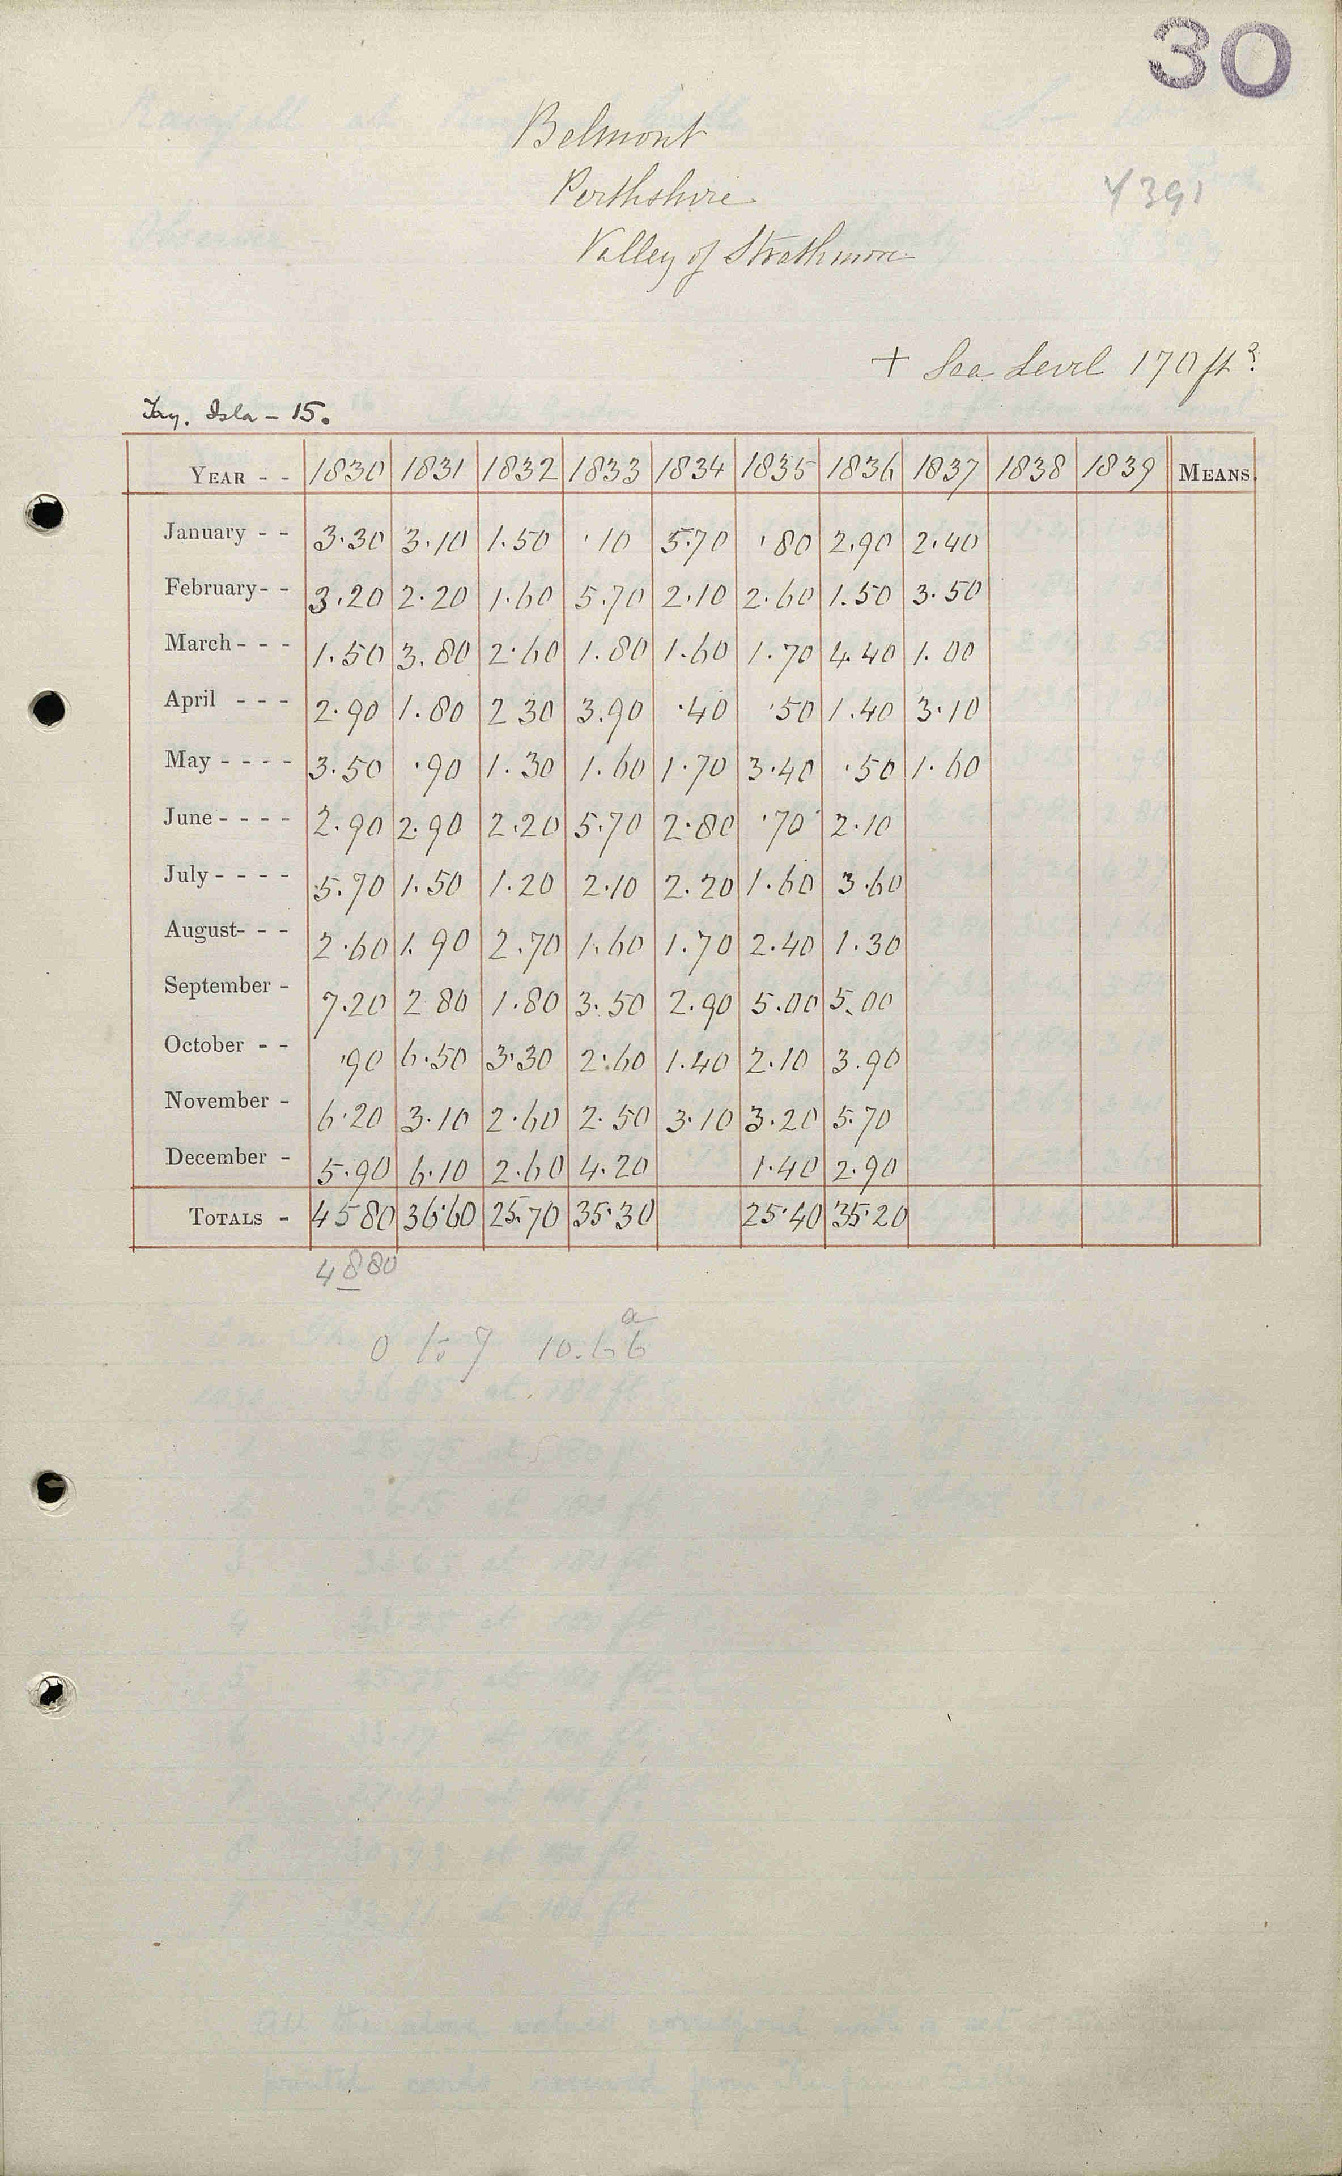 30
Belmont
Perthshire
Y 391
Valley of Strathmore
+ Sea Level 170 ft ?
Tay. Isla - 15.
YEAR - - 1830 1831 1832 1833 1834 1835 1836 1837 1838 1839 MEANS.
January - - 3.30 3.10 1.50 .10 5.70 .80 2.90 2.40
February - - 3.20 2.20 1.60 5.70 2.10 2.60 1.50 3.50
March - - - 1.50 3.80 2.60 1.80 1.60 1.70 4.40 1.00
April - - - 2.90 1.80 2 30 3.90 .40 .50 1.40 3.10
May - - - - 3.50 .90 1.30 1.60 1.70 3.40 .50 1.60
June - - - - 2.90 2.90 2.20 5.70 2.80 .70 2.10
July - - - - 5.70 1.50 1.20 2.10 2.20 1.60 3.60
August - - - 2.60 1.90 2.70 1.60 1.70 2.40 1.30
September - 7.20 2 80 1.80 3.50 2.90 5.00 5.00
October - - .90 6.50 3.30 2.60 1.40 2.10 3.90
November - 6.20 3.10 2.60 2.50 3.10 3.20 5.70
December - 5.90 6.10 2.60 4.20 1.40 2.90
TOTALS - 45 80 36.60 25.70 35.30 25.40 35.20
4880
0 to 7 10.6 6 a